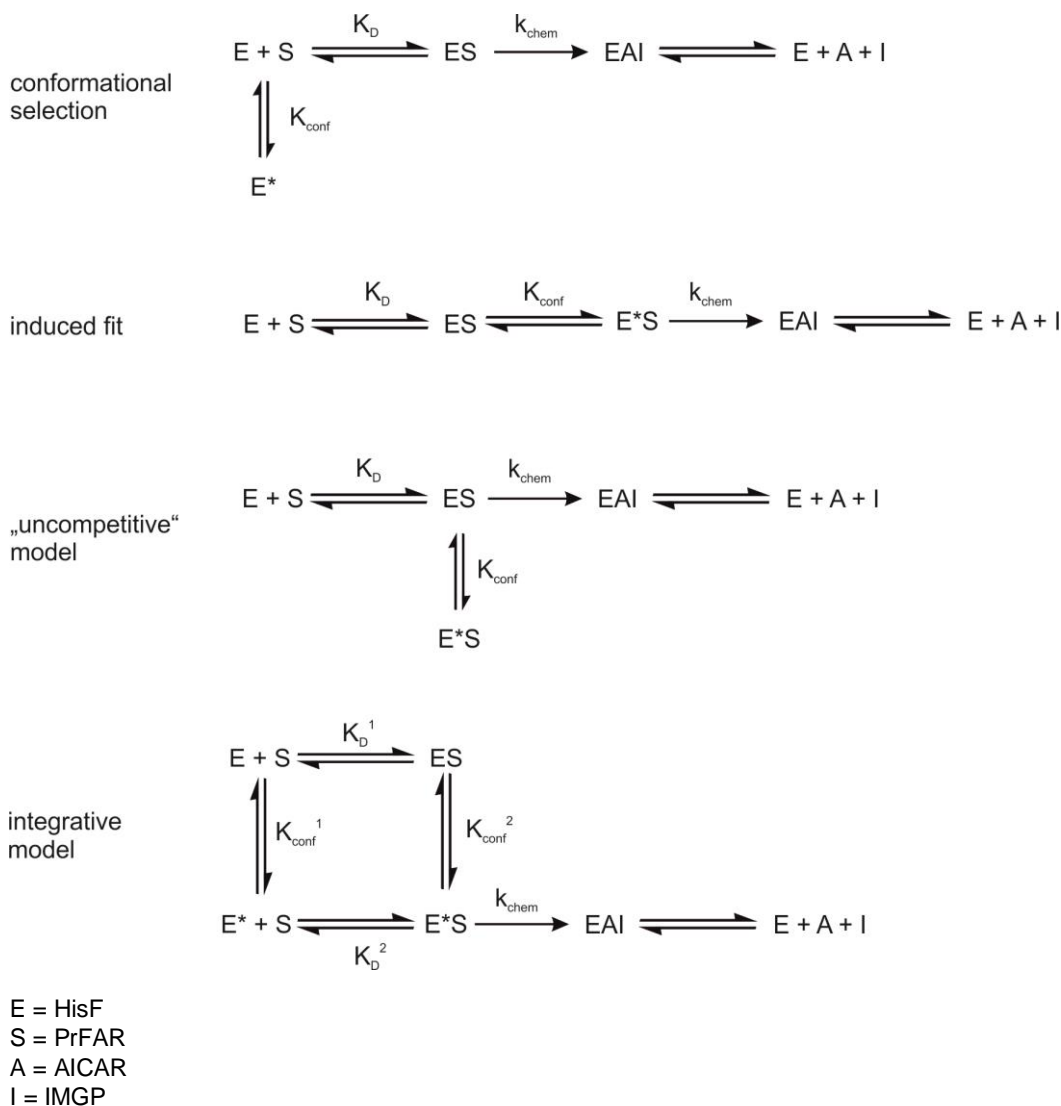 K_D k_chem
E + S ES EAI E + A + I
conformational
selection
K_conf
E*
K_D K_conf k_chem
induced fit E + S ES E*S EAI E + A + I
K_D k_chem
E + S ES EAI E + A + I
„uncompetitive“
model
K_conf
E*S
K_D^1
E + S ES
integrative
model
K_conf^1 K_conf^2
k_chem
E* + S E*S EAI E + A + I
K_D^2
E = HisF
S = PrFAR
A = AICAR
I = IMGP